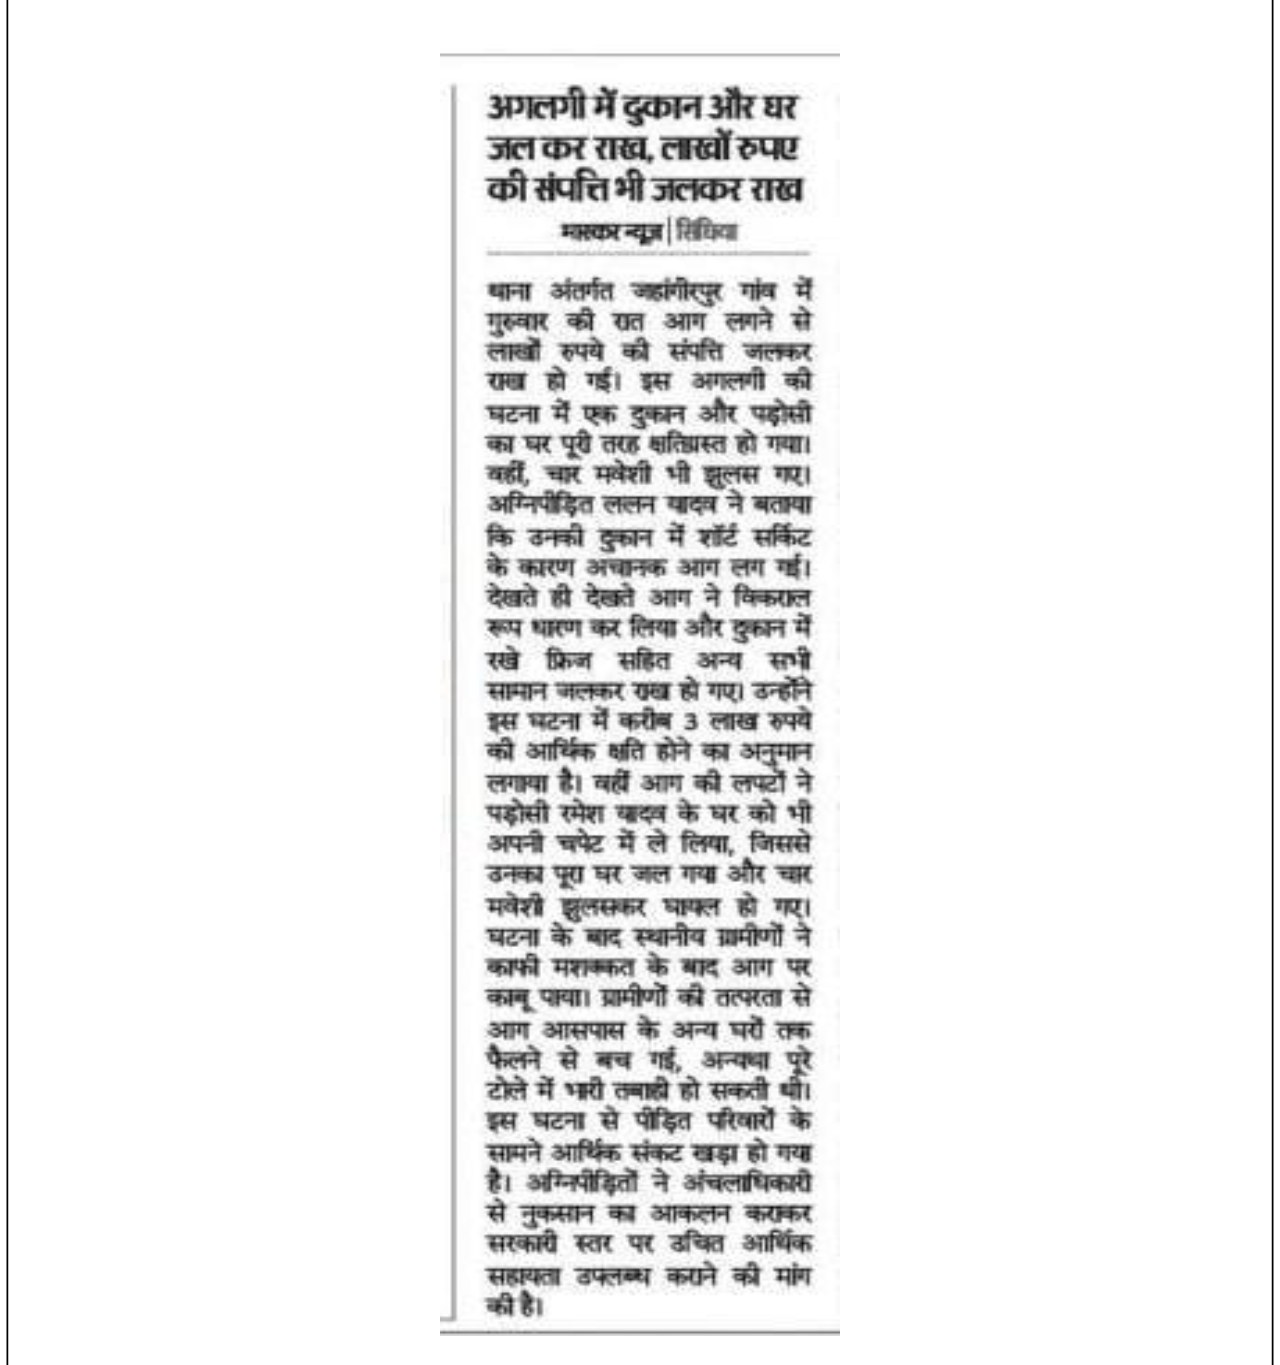 अगलगी में दुकान और घर
जल कर राख, लाखों रुपए
की संपत्ति भी जलकर राख
भास्कर न्यूज | सिंघिया
थाना अंतर्गत जहांगीरपुर गांव में
गुरुवार की रात आग लगने से
लाखों रुपये की संपत्ति जलकर
राख हो गई। इस अगलगी की
घटना में एक दुकान और पड़ोसी
का घर पूरी तरह क्षतिग्रस्त हो गया।
वहीं, चार मवेशी भी झुलस गए।
अग्निपीड़ित ललन यादव ने बताया
कि उनकी दुकान में शॉर्ट सर्किट
के कारण अचानक आग लग गई।
देखते ही देखते आग ने विकराल
रूप धारण कर लिया और दुकान में
रखे फ्रिज सहित अन्य सभी
सामान जलकर राख हो गए। उन्होंने
इस घटना में करीब 3 लाख रुपये
की आर्थिक क्षति होने का अनुमान
लगाया है। वहीं आग की लपटों ने
पड़ोसी रमेश यादव के घर को भी
अपनी चपेट में ले लिया, जिससे
उनका पूरा घर जल गया और चार
मवेशी झुलसकर घायल हो गए।
घटना के बाद स्थानीय ग्रामीणों ने
काफी मशक्कत के बाद आग पर
काबू पाया। ग्रामीणों की तत्परता से
आग आसपास के अन्य घरों तक
फैलने से बच गई, अन्यथा पूरे
टोले में भारी तबाही हो सकती थी।
इस घटना से पीड़ित परिवारों के
सामने आर्थिक संकट खड़ा हो गया
है। अग्निपीड़ितों ने अंचलाधिकारी
से नुकसान का आकलन कराकर
सरकारी स्तर पर उचित आर्थिक
सहायता उपलब्ध कराने की मांग
की है।